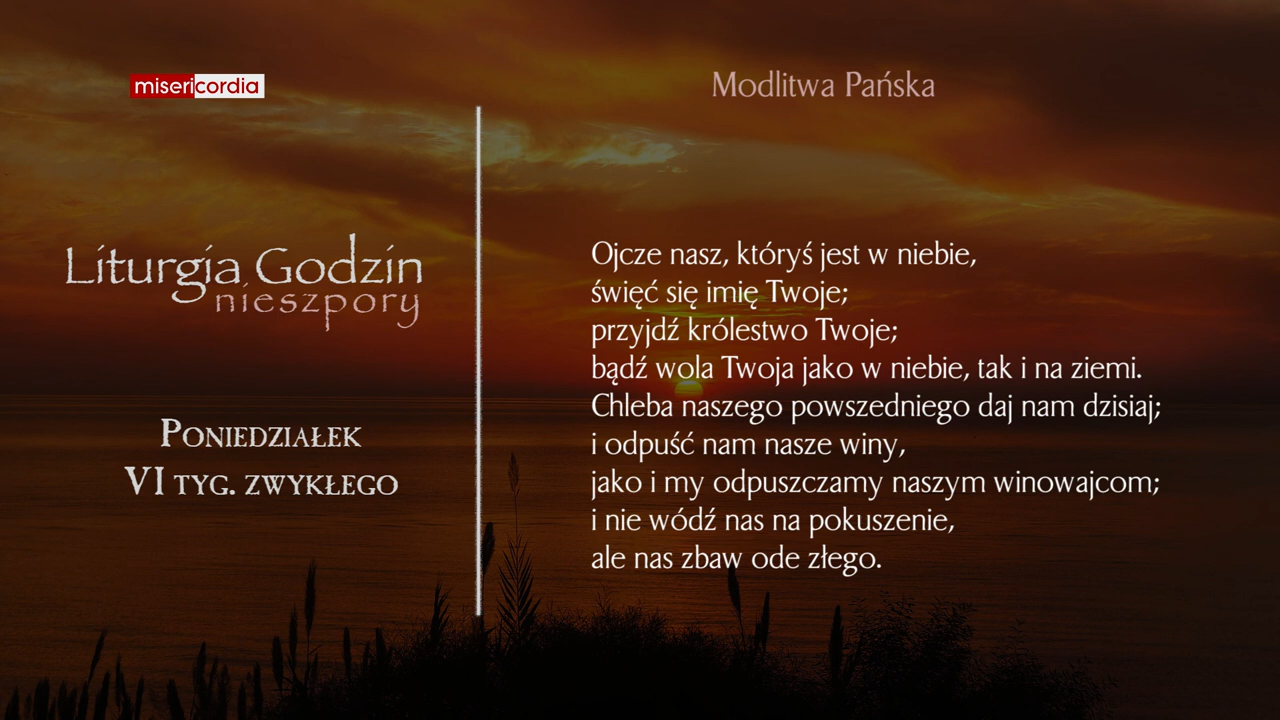 misericordia
Liturgia Godzin
nieszpory
Poniedziałek
VI tyg. zwykłego
Modlitwa Pańska
Ojcze nasz, któryś jest w niebie,
święć się imię Twoje;
przyjdź królestwo Twoje;
bądź wola Twoja jako w niebie, tak i na ziemi.
Chleba naszego powszedniego daj nam dzisiaj;
i odpuść nam nasze winy,
jako i my odpuszczamy naszym winowajcom;
i nie wódź nas na pokuszenie,
ale nas zbaw ode złego.